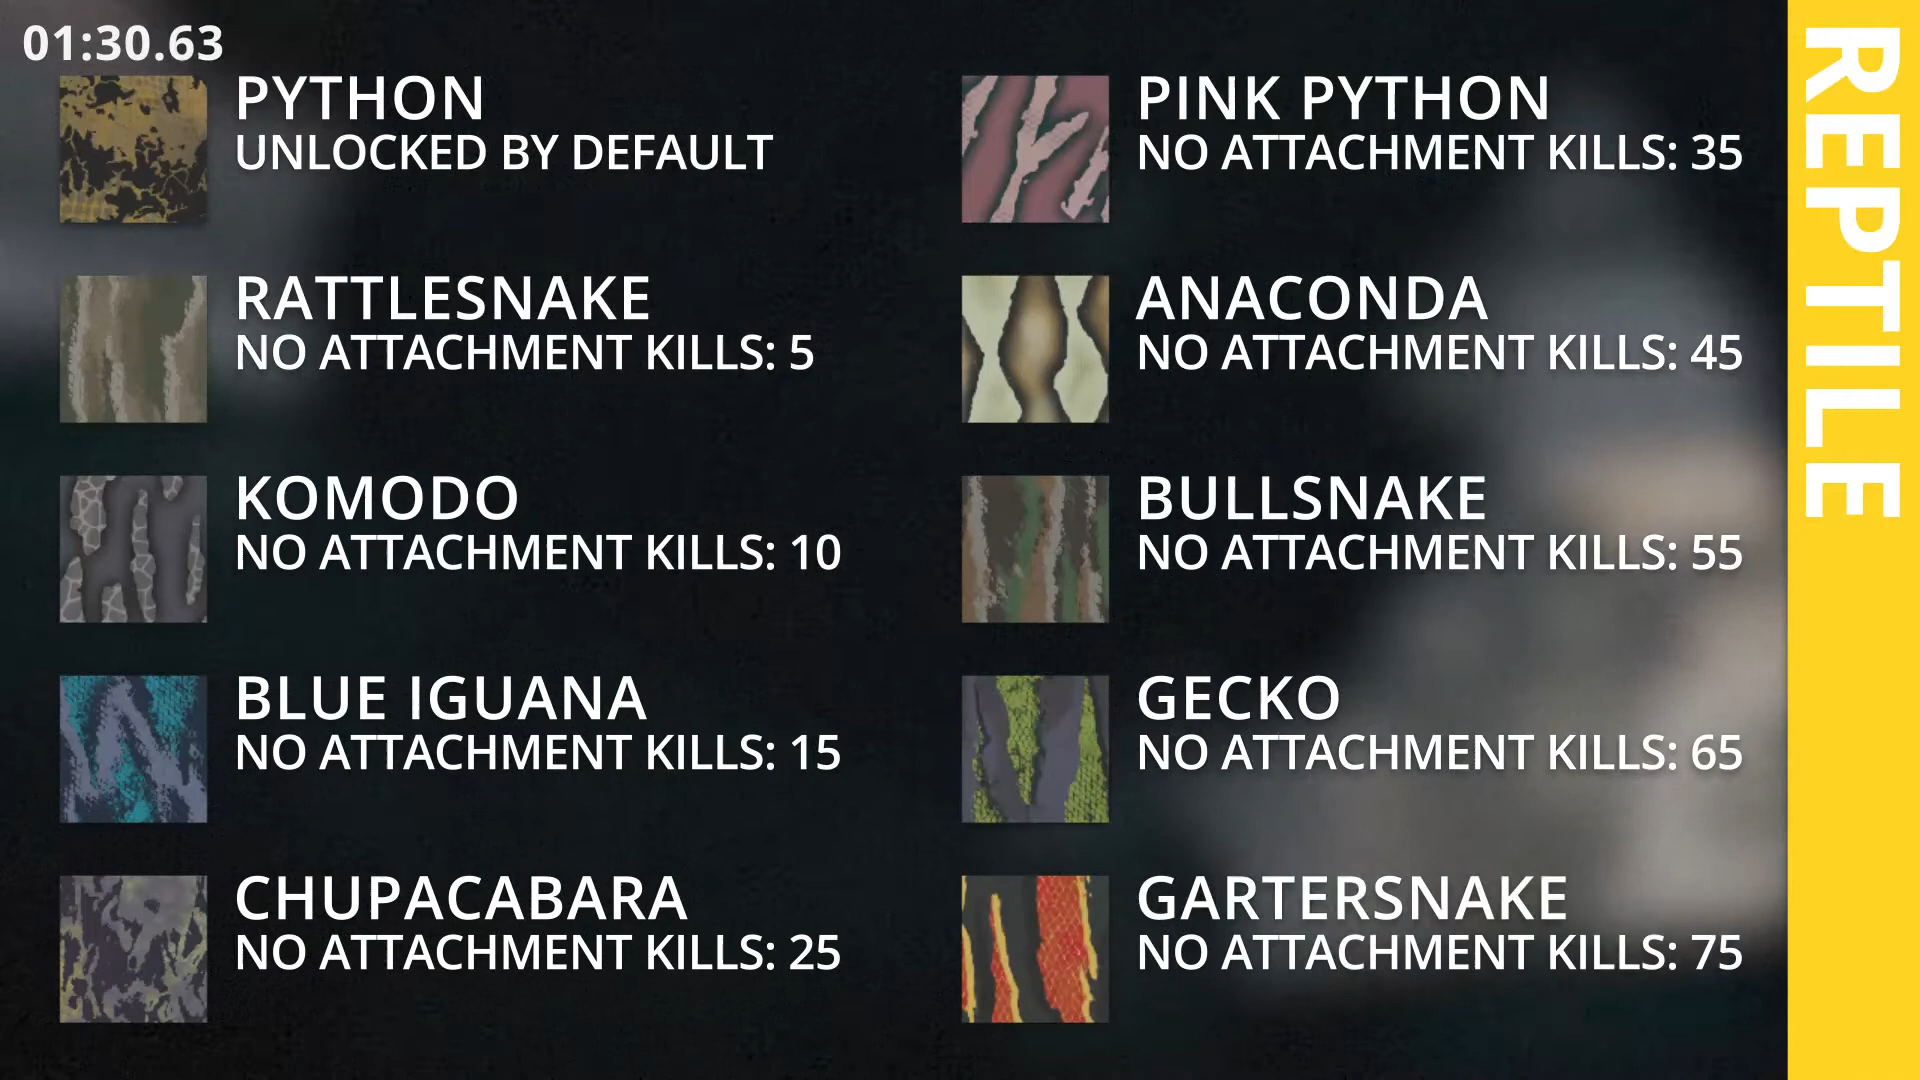 01:30.63
PYTHON
UNLOCKED BY DEFAULT
RATTLESNAKE
NO ATTACHMENT KILLS: 5
KOMODO
NO ATTACHMENT KILLS: 10
BLUE IGUANA
NO ATTACHMENT KILLS: 15
CHUPACABARA
NO ATTACHMENT KILLS: 25
PINK PYTHON
NO ATTACHMENT KILLS: 35
ANACONDA
NO ATTACHMENT KILLS: 45
BULLSNAKE
NO ATTACHMENT KILLS: 55
GECKO
NO ATTACHMENT KILLS: 65
GARTERSNAKE
NO ATTACHMENT KILLS: 75
REPTILE